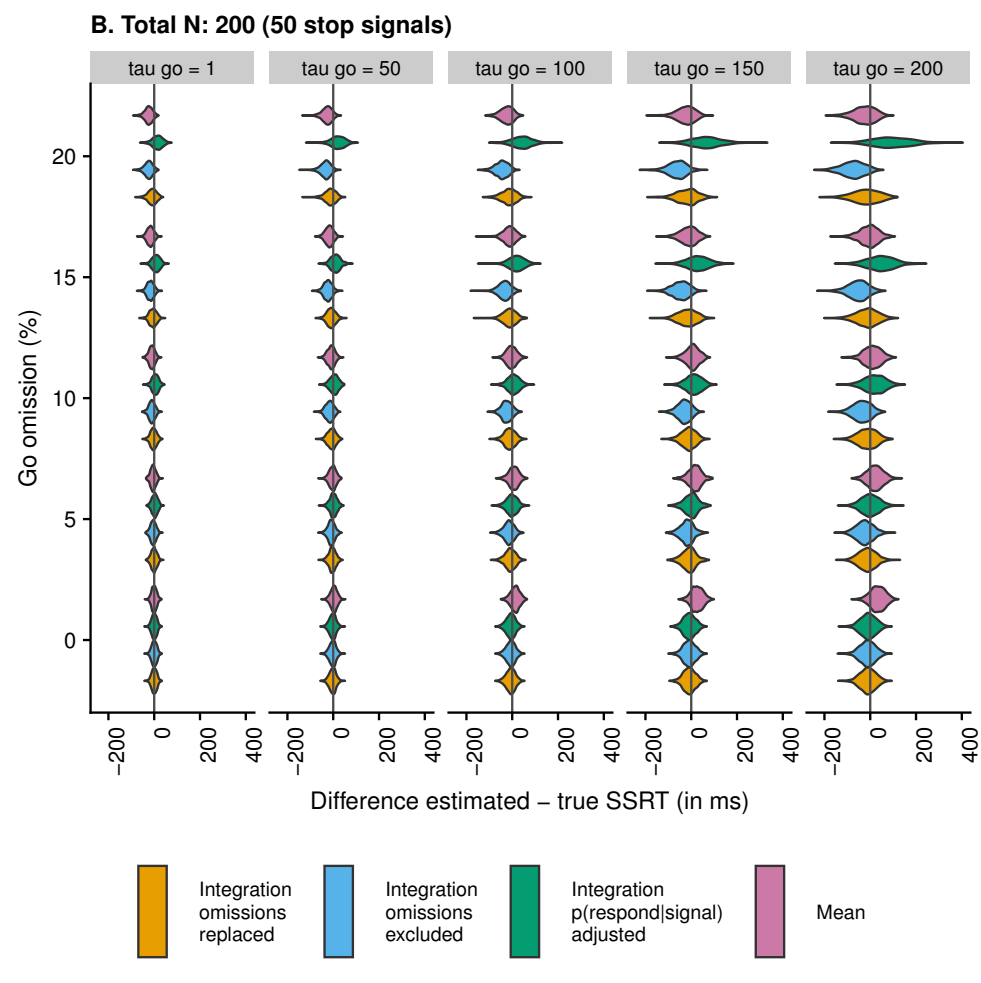 B. Total N: 200 (50 stop signals)
tau go = 1
tau go = 50
tau go = 100
tau go = 150
tau go = 200
Go omission (%)
20
15
10
5
0
−200 0 200 400
−200 0 200 400
−200 0 200 400
−200 0 200 400
−200 0 200 400
Difference estimated − true SSRT (in ms)
Integration
omissions
replaced
Integration
omissions
excluded
Integration
p(respond|signal)
adjusted
Mean